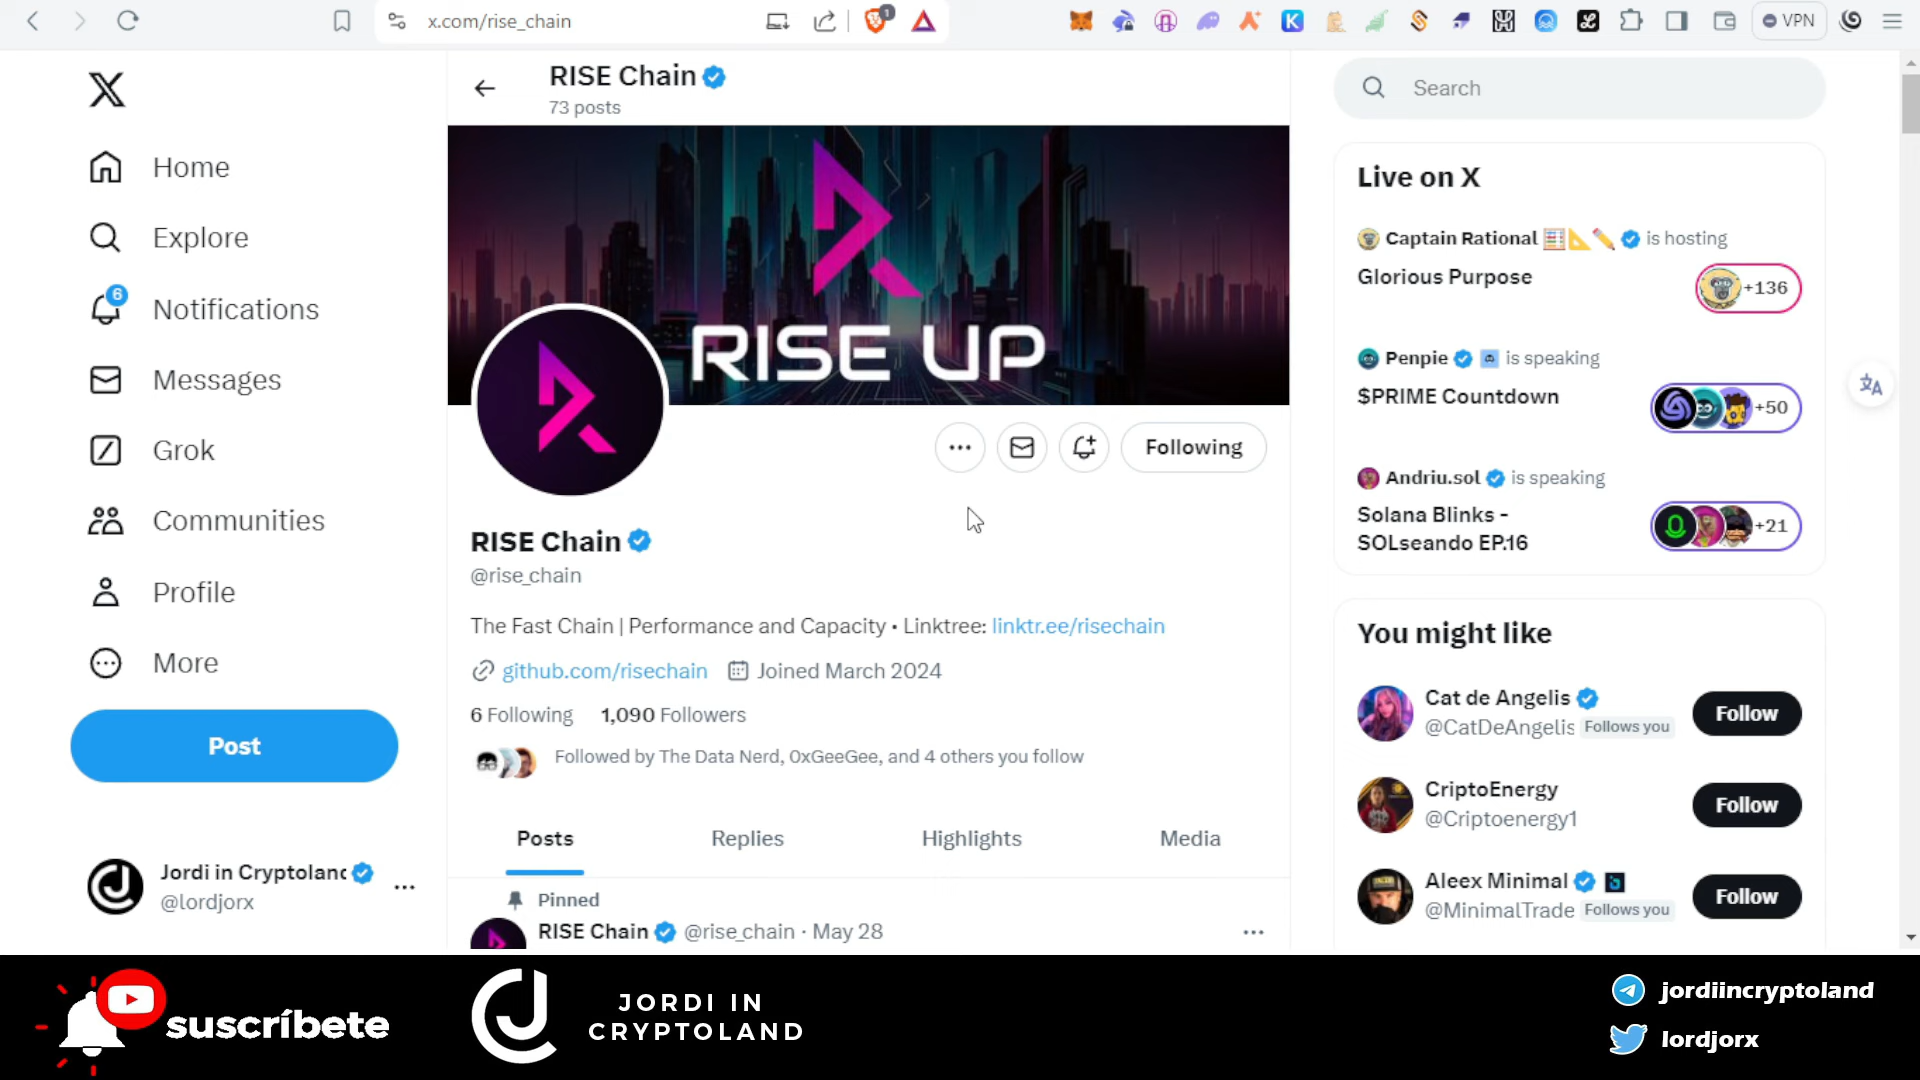 x.com/rise_chain
1
VPN
RISE Chain
73 posts
Home
Explore
6
Notifications
Messages
Grok
Communities
Profile
More
Post
Jordi in Cryptolanc
@lordjorx
RISE UP
Following
RISE Chain
@rise_chain
The Fast Chain | Performance and Capacity • Linktree: linktr.ee/risechain
github.com/risechain Joined March 2024
6 Following 1,090 Followers
Followed by The Data Nerd, 0xGeeGee, and 4 others you follow
Posts Replies Highlights Media
Pinned
RISE Chain @rise_chain · May 28
Search
Live on X
Captain Rational is hosting
Glorious Purpose
+136
Penpie is speaking
$PRIME Countdown
+50
Andriu.sol is speaking
Solana Blinks -
SOLseando EP.16
+21
You might like
Cat de Angelis
@CatDeAngelis Follows you
Follow
CriptoEnergy
@Criptoenergy1
Follow
Aleex Minimal
@MinimalTrade Follows you
Follow
suscríbete
JORDI IN
CRYPTOLAND
jordiincryptoland
lordjorx